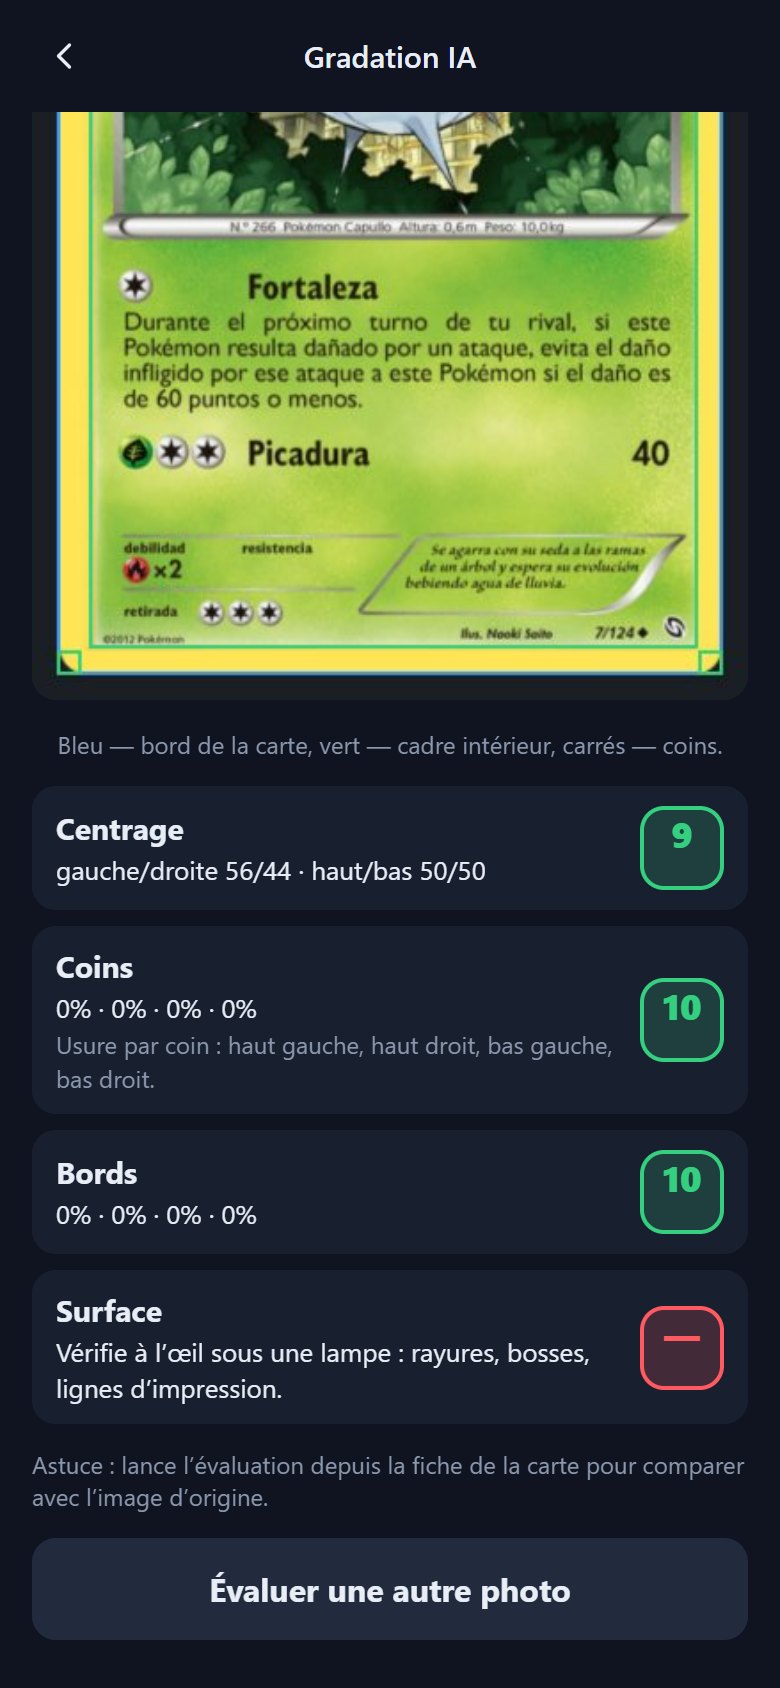 Gradation IA
N.º 266 Pokémon Capullo Altura: 0,6m Peso: 10,0kg
Fortaleza
Durante el próximo turno de tu rival, si este
Pokémon resulta dañado por un ataque, evita el daño
infligido por ese ataque a este Pokémon si el daño es
de 60 puntos o menos.
Picadura 40
debilidad resistencia
×2
Se agarra con su seda a las ramas
de un árbol y espera su evolución
bebiendo agua de lluvia.
retirada
©2012 Pokémon
Ilus. Naoki Saito 7/124
Bleu — bord de la carte, vert — cadre intérieur, carrés — coins.
Centrage
gauche/droite 56/44 · haut/bas 50/50
9
Coins
0% · 0% · 0% · 0%
Usure par coin : haut gauche, haut droit, bas gauche,
bas droit.
10
Bords
0% · 0% · 0% · 0%
10
Surface
Vérifie à l’œil sous une lampe : rayures, bosses,
lignes d’impression.
—
Astuce : lance l’évaluation depuis la fiche de la carte pour comparer
avec l’image d’origine.
Évaluer une autre photo